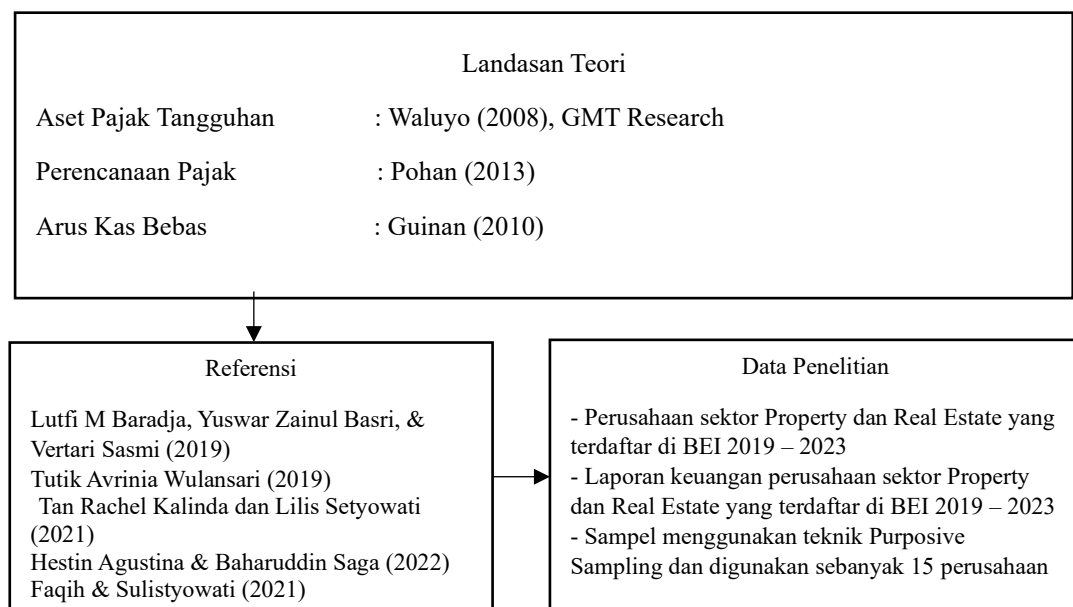 Landasan Teori
Aset Pajak Tangguhan : Waluyo (2008), GMT Research
Perencanaan Pajak : Pohan (2013)
Arus Kas Bebas : Guinan (2010)
Referensi
Lutfi M Baradja, Yuswar Zainul Basri, &
Vertari Sasmi (2019)
Tutik Avrinia Wulansari (2019)
Tan Rachel Kalinda dan Lilis Setyowati
(2021)
Hestin Agustina & Baharuddin Saga (2022)
Faqih & Sulistyowati (2021)
Data Penelitian
- Perusahaan sektor Property dan Real Estate yang
terdaftar di BEI 2019 – 2023
- Laporan keuangan perusahaan sektor Property
dan Real Estate yang terdaftar di BEI 2019 – 2023
- Sampel menggunakan teknik Purposive
Sampling dan digunakan sebanyak 15 perusahaan